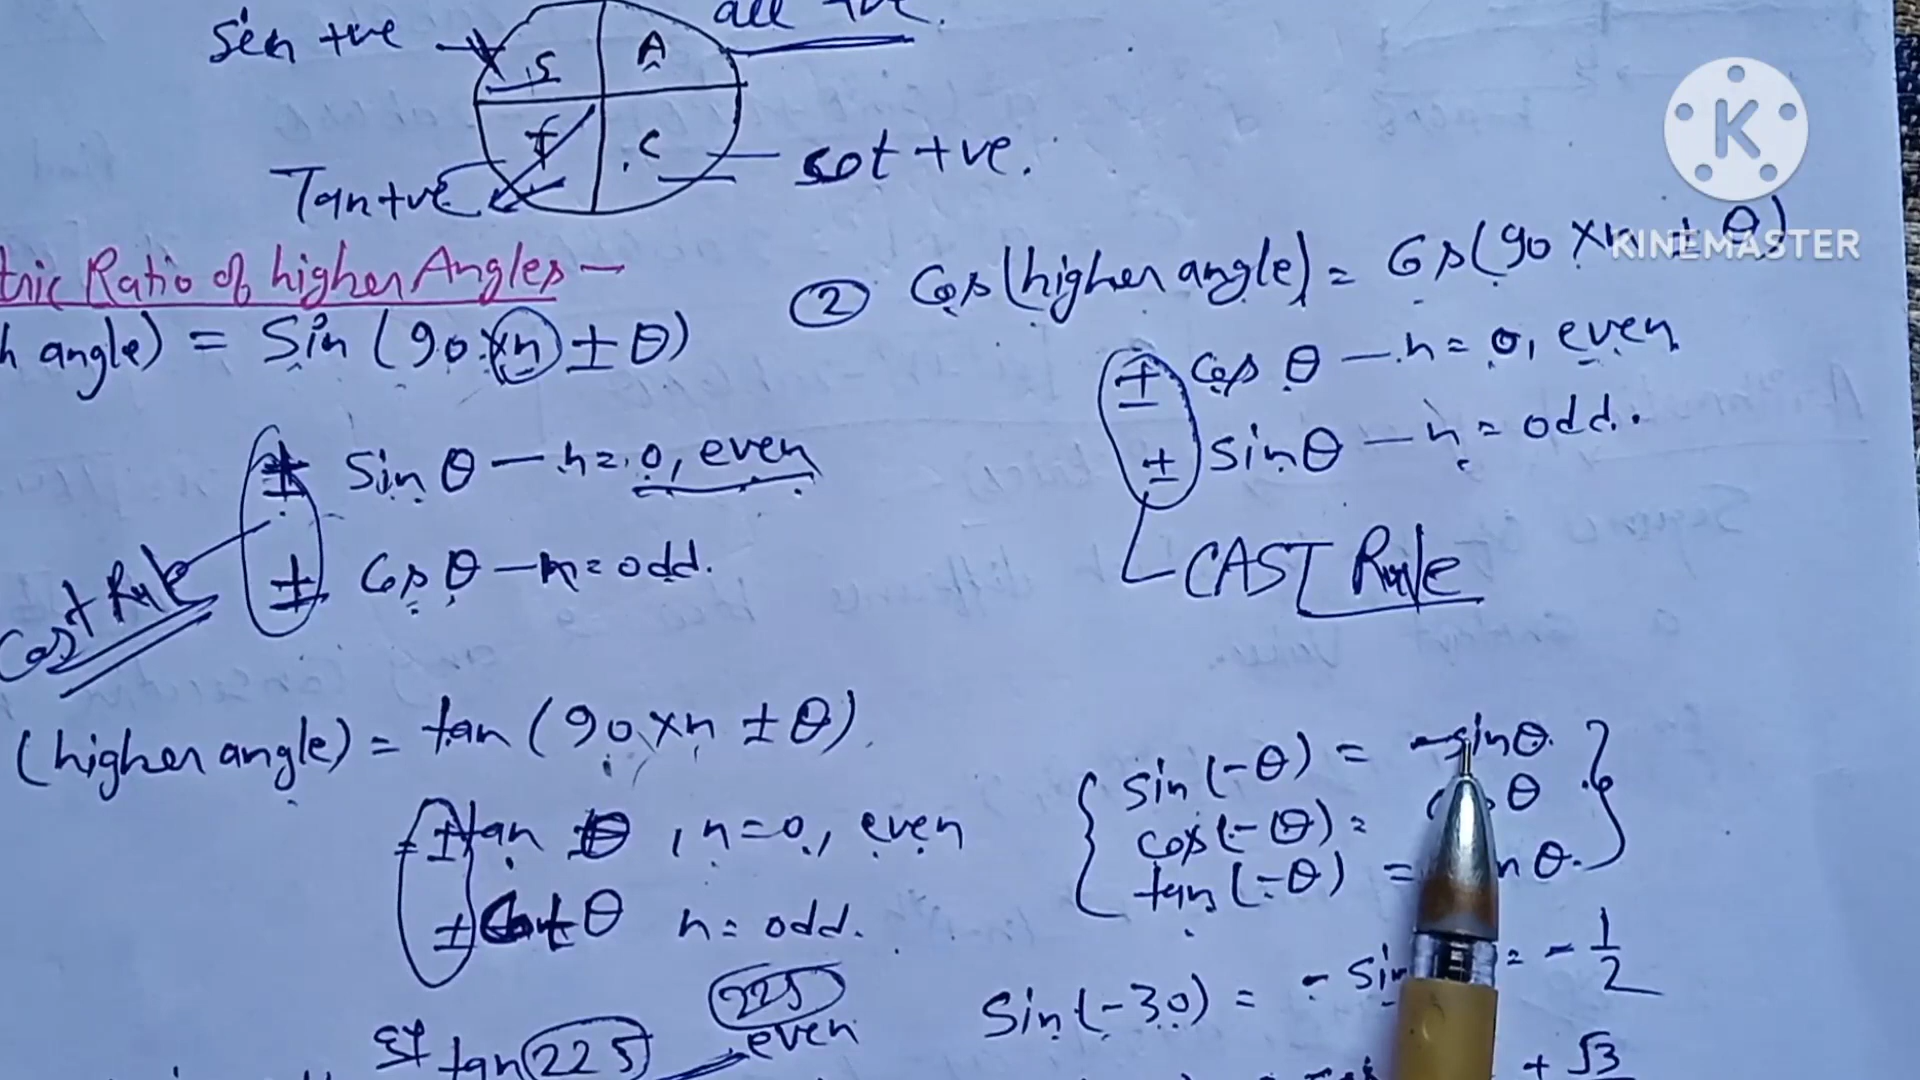 all +ve.
Sin +ve
S A
T C
Tan +ve
cot +ve.
K
KINEMASTER
tric Ratio of higher Angles —
h angle) = Sin (90 × n ± θ)
± Sin θ — n = 0, even
± Cos θ — n = odd.
Cast Rule
② Cos (higher angle) = Cos (90 × n ± θ)
± Cos θ — n = 0, even
± Sin θ — n = odd.
CAST Rule
(higher angle) = tan (90 × n ± θ)
± tan θ , n = 0, even
± Cot θ n = odd.
sin (-θ) = -sin θ.
cos (-θ) = θ
tan (-θ) = n θ.
Sin (-30) = - sin = - 1/2
225
even
tan 225
+ √3